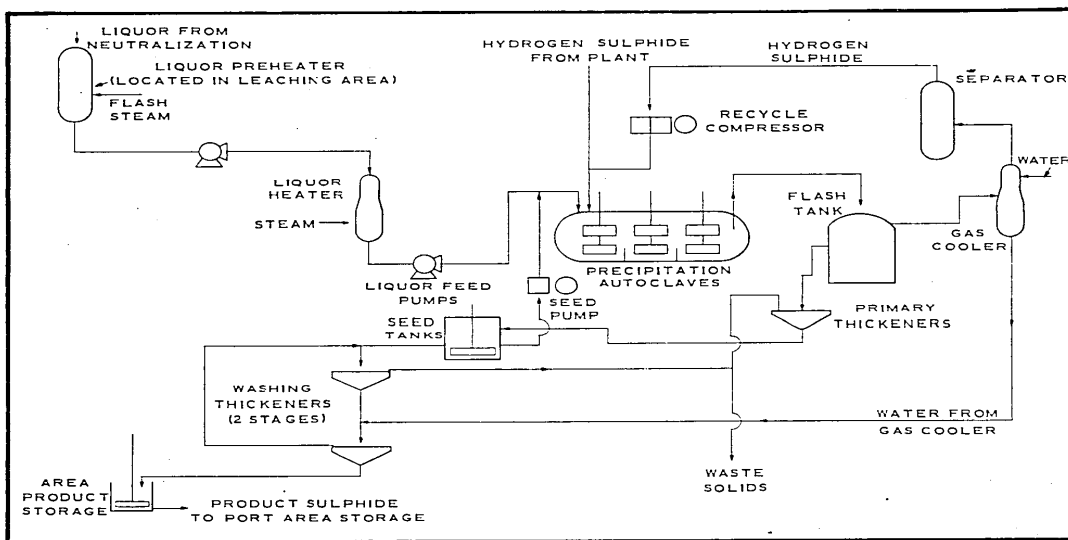 LIQUOR FROM
NEUTRALIZATION
LIQUOR PREHEATER
(LOCATED IN LEACHING AREA)
FLASH
STEAM
HYDROGEN SULPHIDE
FROM PLANT
HYDROGEN
SULPHIDE
SEPARATOR
RECYCLE
COMPRESSOR
WATER
LIQUOR
HEATER
STEAM
FLASH
TANK
GAS
COOLER
PRECIPITATION
AUTOCLAVES
LIQUOR FEED
PUMPS
SEED
PUMP
PRIMARY
THICKENERS
SEED
TANKS
WASHING
THICKENERS
(2 STAGES)
WATER FROM
GAS COOLER
WASTE
SOLIDS
AREA
PRODUCT
STORAGE
PRODUCT SULPHIDE
TO PORT AREA STORAGE